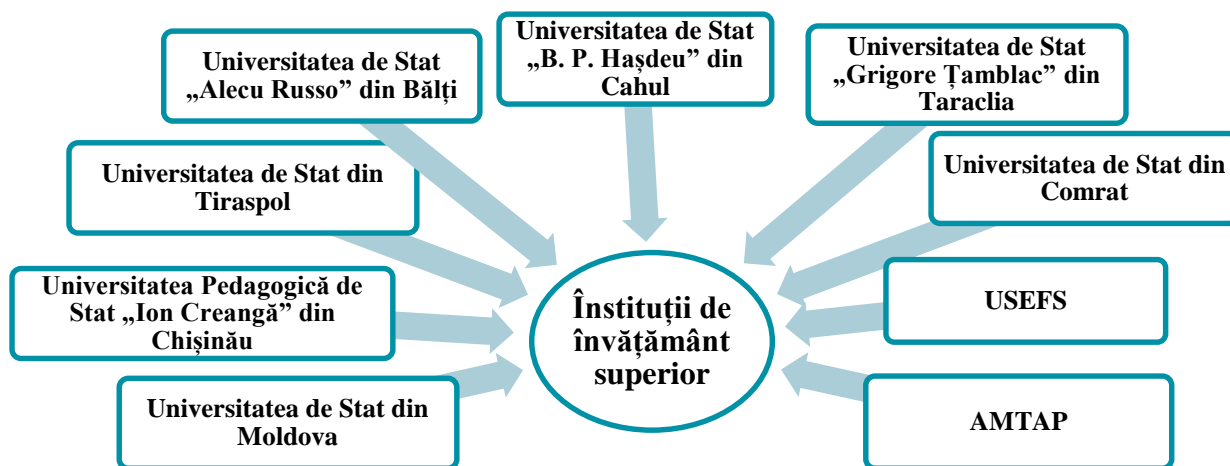 Universitatea de Stat
„Alecu Russo” din Bălți
Universitatea de Stat
„B. P. Hașdeu” din
Cahul
Universitatea de Stat
„Grigore Țamblac” din
Taraclia
Universitatea de Stat din
Tiraspol
Universitatea de Stat din
Comrat
Universitatea Pedagogică de
Stat „Ion Creangă” din
Chișinău
Înstituții de
învățământ
superior
USEFS
Universitatea de Stat din
Moldova
AMTAP